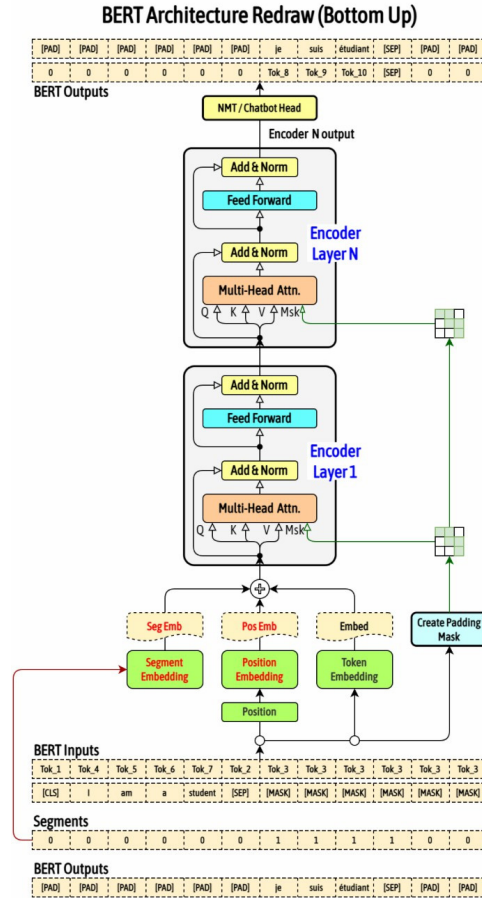 BERT Architecture Redraw (Bottom Up)
[PAD] [PAD] [PAD] [PAD] [PAD] [PAD] je suis étudiant [SEP] [PAD] [PAD]
0 0 0 0 0 0 Tok_8 Tok_9 Tok_10 [SEP] 0 0
BERT Outputs
NMT / Chatbot Head
Encoder N output
Add & Norm
Feed Forward
Encoder
Layer N
Add & Norm
Multi-Head Attn.
Q K V Msk
Add & Norm
Feed Forward
Encoder
Layer 1
Add & Norm
Multi-Head Attn.
Q K V Msk
Seg Emb Pos Emb Embed
Create Padding
Mask
Segment
Embedding
Position
Embedding
Token
Embedding
Position
BERT Inputs
Tok_1 Tok_4 Tok_5 Tok_6 Tok_7 Tok_2 Tok_3 Tok_3 Tok_3 Tok_3 Tok_3 Tok_3
[CLS] I am a student [SEP] [MASK] [MASK] [MASK] [MASK] [MASK] [MASK]
Segments
0 0 0 0 0 0 1 1 1 1 0 0
BERT Outputs
[PAD] [PAD] [PAD] [PAD] [PAD] [PAD] je suis étudiant [SEP] [PAD] [PAD]